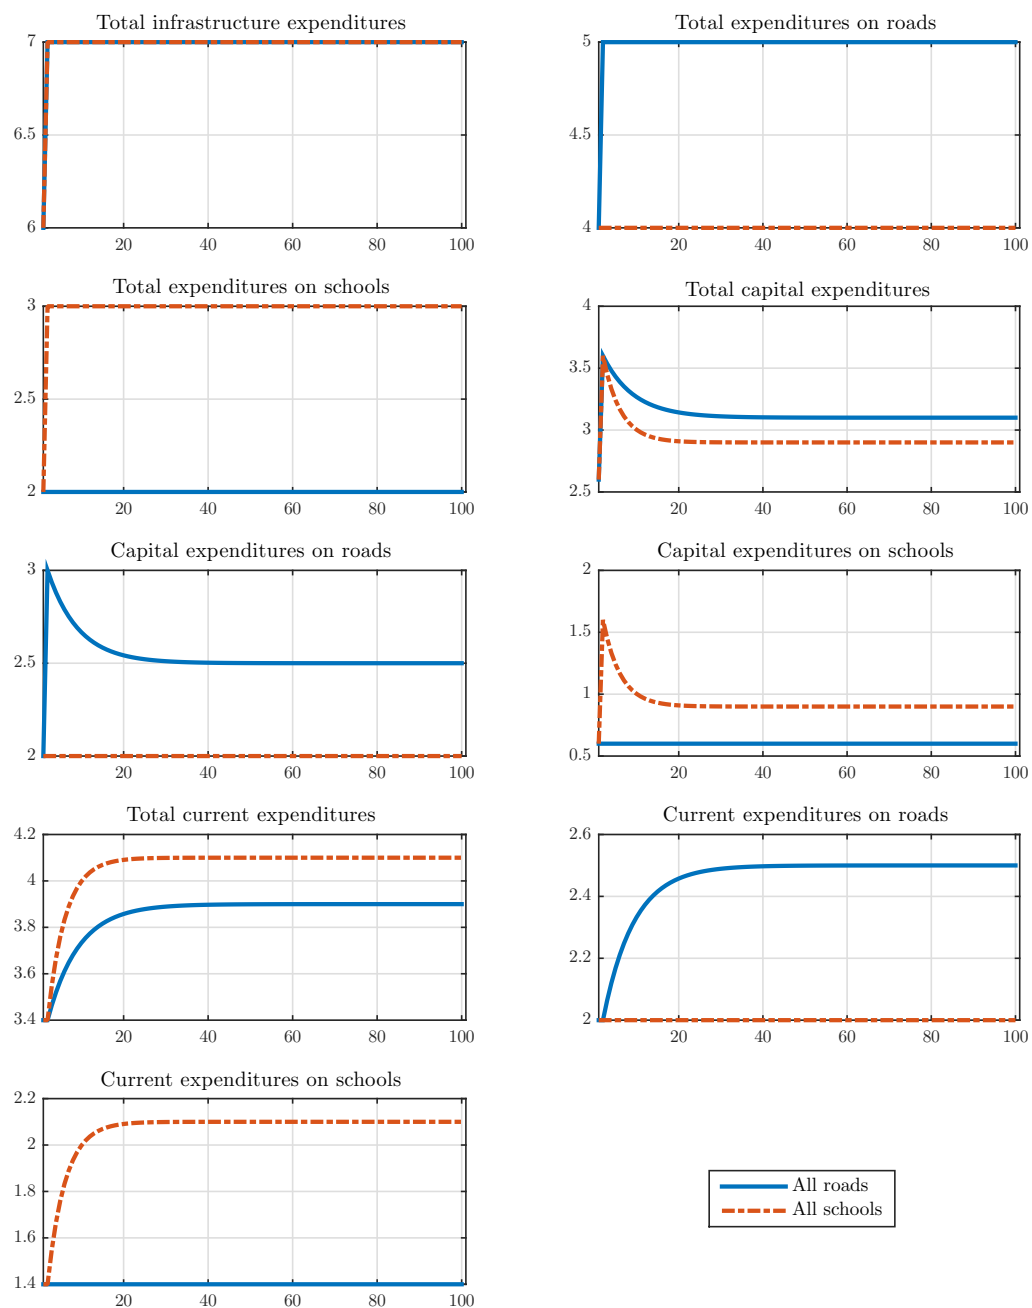 Total infrastructure expenditures
7
6.5
6
20 40 60 80 100
Total expenditures on roads
5
4.5
4
20 40 60 80 100
Total expenditures on schools
3
2.5
2
20 40 60 80 100
Total capital expenditures
4
3.5
3
2.5
20 40 60 80 100
Capital expenditures on roads
3
2.5
2
20 40 60 80 100
Capital expenditures on schools
2
1.5
1
0.5
20 40 60 80 100
Total current expenditures
4.2
4
3.8
3.6
3.4
20 40 60 80 100
Current expenditures on roads
2.6
2.4
2.2
2
20 40 60 80 100
Current expenditures on schools
2.2
2
1.8
1.6
1.4
20 40 60 80 100
All roads
All schools